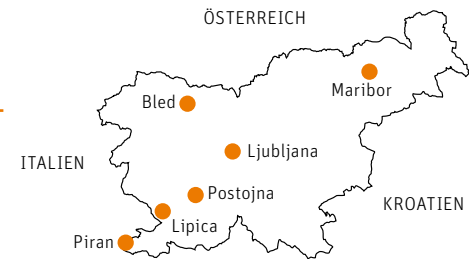 ÖSTERREICH
Maribor
Bled
Ljubljana
ITALIEN
Postojna
KROATIEN
Lipica
Piran